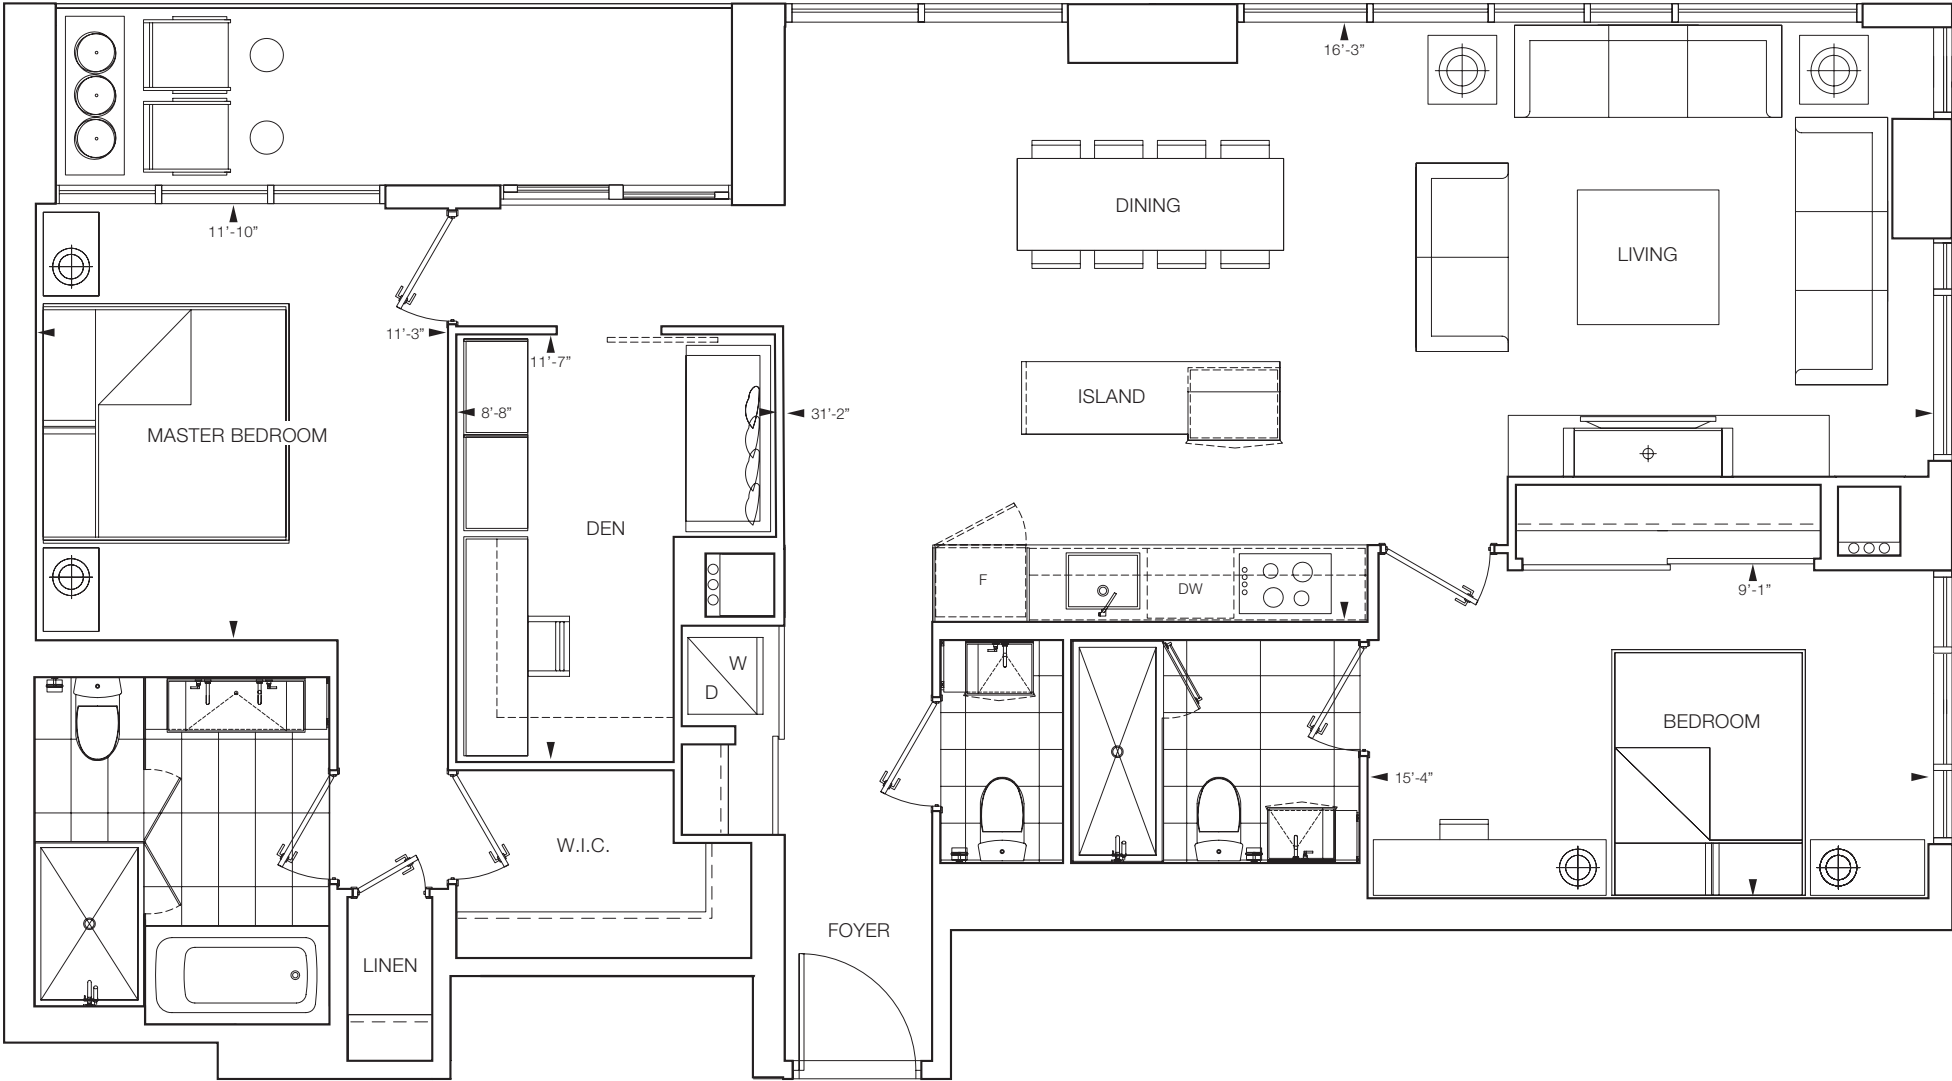 16'-3"
DINING
11'-10"
LIVING
11'-3"
11'-7"
ISLAND
8'-8"
31'-2"
MASTER BEDROOM
DEN
F
DW
9'-1"
W
D
BEDROOM
15'-4"
W.I.C.
FOYER
LINEN